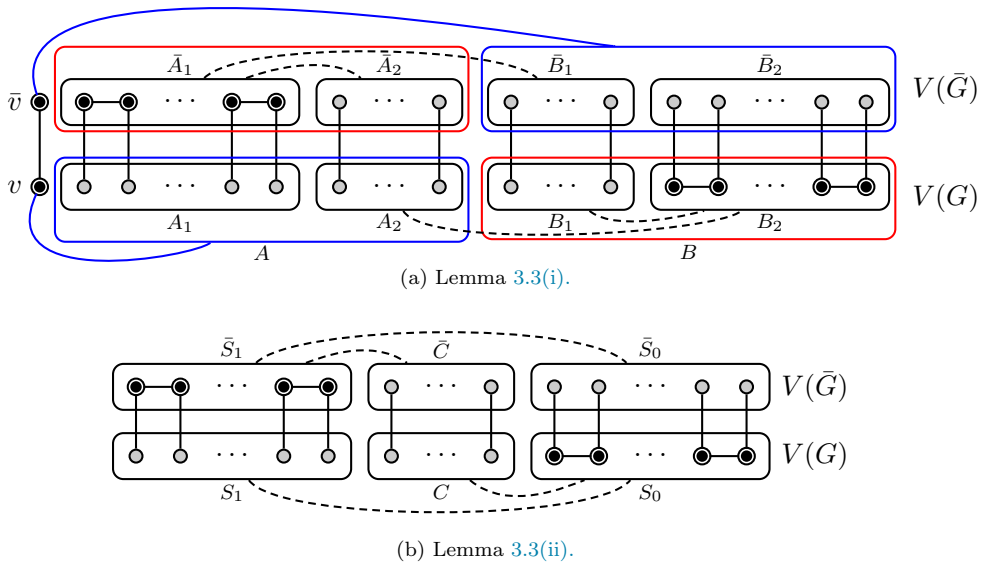 Ā₁ Ā₂ B̄₁ B̄₂
v̄ · · · · · · · · · · · · V(Ḡ)
v · · · · · · · · · · · · V(G)
A₁ A₂ B₁ B₂
A B
(a) Lemma 3.3(i).
S̄₁ C̄ S̄₀
· · · · · · · · · V(Ḡ)
· · · · · · · · · V(G)
S₁ C S₀
(b) Lemma 3.3(ii).